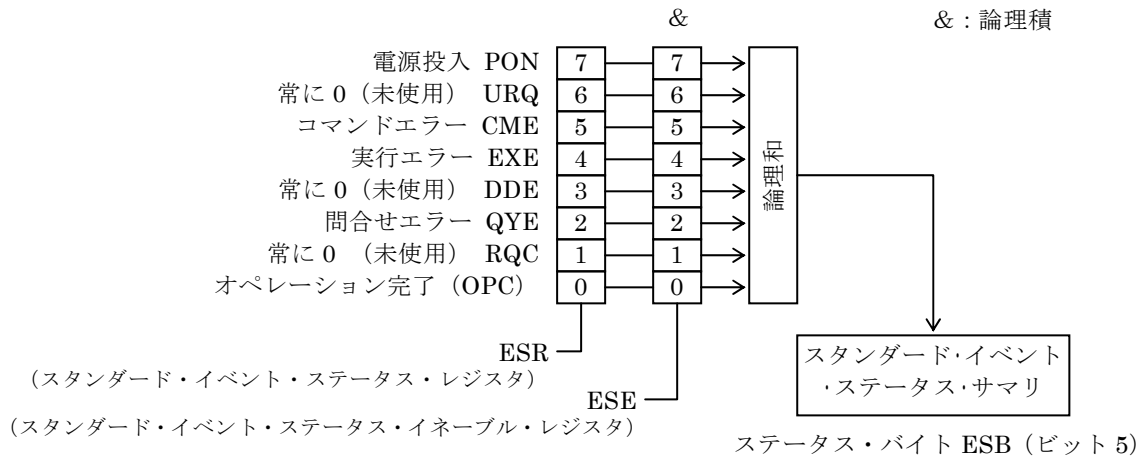 &
&：論理積
電源投入 PON 7 7
常に 0（未使用） URQ 6 6
コマンドエラー CME 5 5
実行エラー EXE 4 4
常に 0（未使用） DDE 3 3
問合せエラー QYE 2 2
常に 0 （未使用） RQC 1 1
オペレーション完了（OPC） 0 0
論理和
ESR
（スタンダード・イベント・ステータス・レジスタ）
ESE
（スタンダード・イベント・ステータス・イネーブル・レジスタ）
スタンダード・イベント
・ステータス・サマリ
ステータス・バイト ESB（ビット 5）